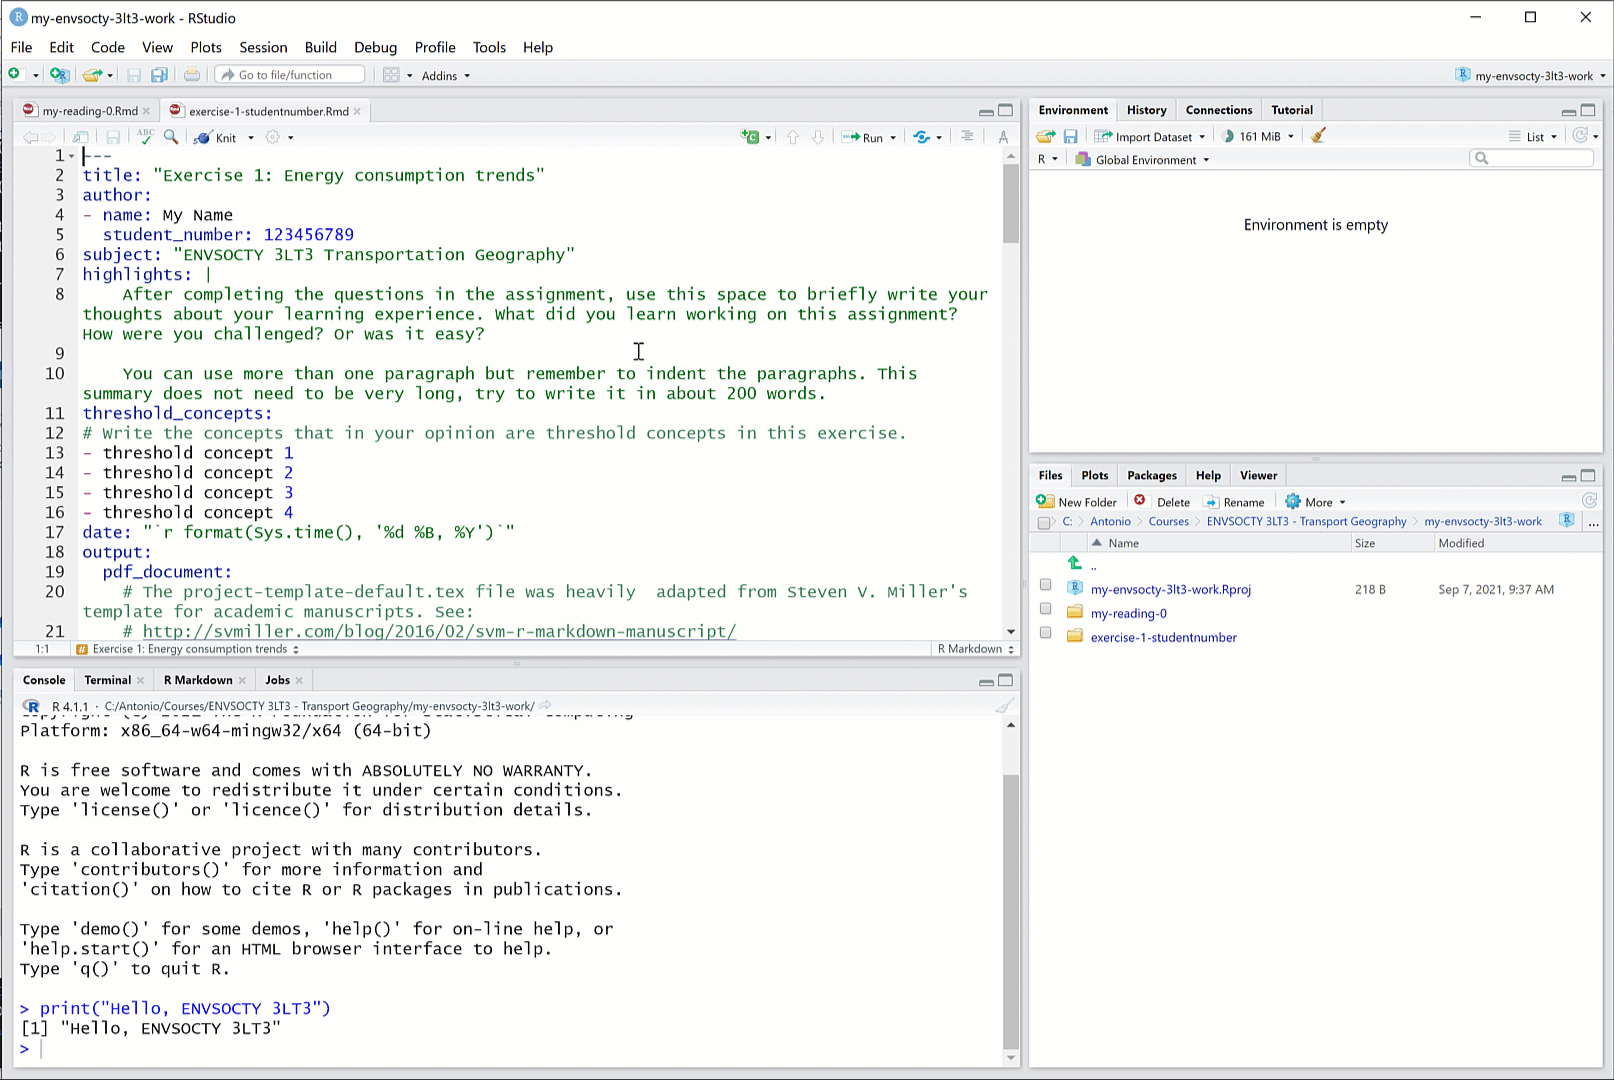 my-envsocty-3lt3-work - RStudio
File Edit Code View Plots Session Build Debug Profile Tools Help
Go to file/function Addins my-envsocty-3lt3-work
my-reading-0.Rmd exercise-1-studentnumber.Rmd
ABC Knit Run
1 ---
2 title: "Exercise 1: Energy consumption trends"
3 author:
4 - name: My Name
5 student_number: 123456789
6 subject: "ENVSOCTY 3LT3 Transportation Geography"
7 highlights: |
8 After completing the questions in the assignment, use this space to briefly write your
thoughts about your learning experience. What did you learn working on this assignment?
How were you challenged? Or was it easy?
9
10 You can use more than one paragraph but remember to indent the paragraphs. This
summary does not need to be very long, try to write it in about 200 words.
11 threshold_concepts:
12 # Write the concepts that in your opinion are threshold concepts in this exercise.
13 - threshold concept 1
14 - threshold concept 2
15 - threshold concept 3
16 - threshold concept 4
17 date: "`r format(Sys.time(), '%d %B, %Y')`"
18 output:
19 pdf_document:
20 # The project-template-default.tex file was heavily  adapted from Steven V. Miller's
template for academic manuscripts. See:
21 # http://svmiller.com/blog/2016/02/svm-r-markdown-manuscript/
1:1 Exercise 1: Energy consumption trends R Markdown
Console Terminal R Markdown Jobs
R 4.1.1 · C:/Antonio/Courses/ENVSOCTY 3LT3 - Transport Geography/my-envsocty-3lt3-work/
Platform: x86_64-w64-mingw32/x64 (64-bit)
R is free software and comes with ABSOLUTELY NO WARRANTY.
You are welcome to redistribute it under certain conditions.
Type 'license()' or 'licence()' for distribution details.
R is a collaborative project with many contributors.
Type 'contributors()' for more information and
'citation()' on how to cite R or R packages in publications.
Type 'demo()' for some demos, 'help()' for on-line help, or
'help.start()' for an HTML browser interface to help.
Type 'q()' to quit R.
> print("Hello, ENVSOCTY 3LT3")
[1] "Hello, ENVSOCTY 3LT3"
>
Environment History Connections Tutorial
Import Dataset 161 MiB List
R Global Environment
Environment is empty
Files Plots Packages Help Viewer
New Folder Delete Rename More
C: Antonio Courses ENVSOCTY 3LT3 - Transport Geography my-envsocty-3lt3-work ...
Name Size Modified
..
my-envsocty-3lt3-work.Rproj 218 B Sep 7, 2021, 9:37 AM
my-reading-0
exercise-1-studentnumber